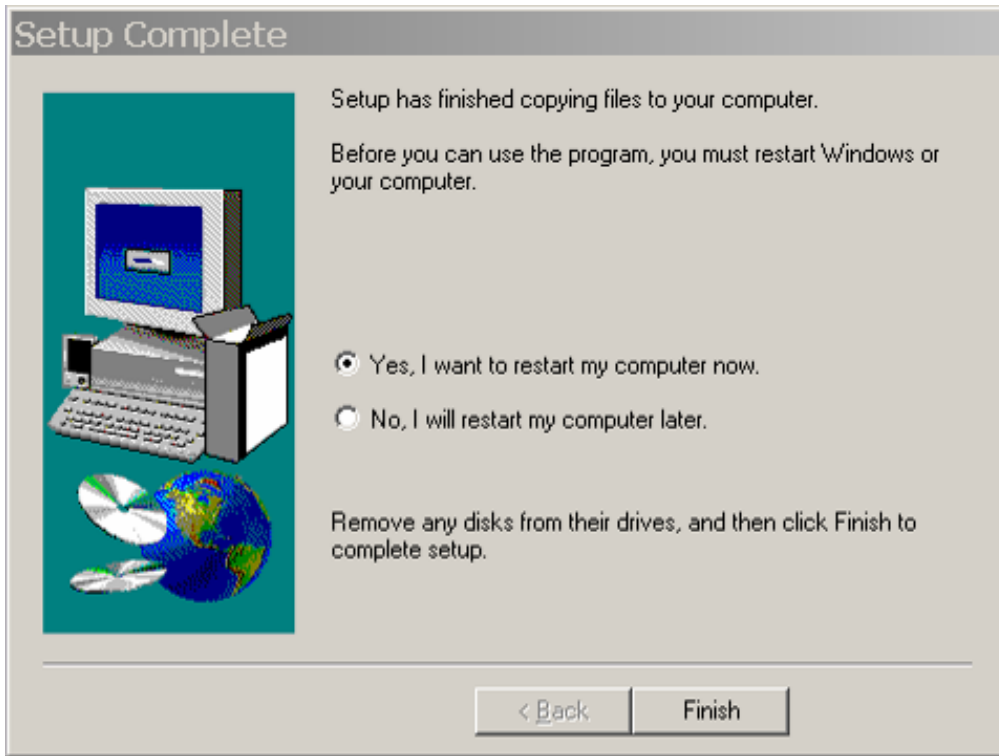 Setup Complete
Setup has finished copying files to your computer.
Before you can use the program, you must restart Windows or
your computer.
Yes, I want to restart my computer now.
No, I will restart my computer later.
Remove any disks from their drives, and then click Finish to
complete setup.
< Back
Finish